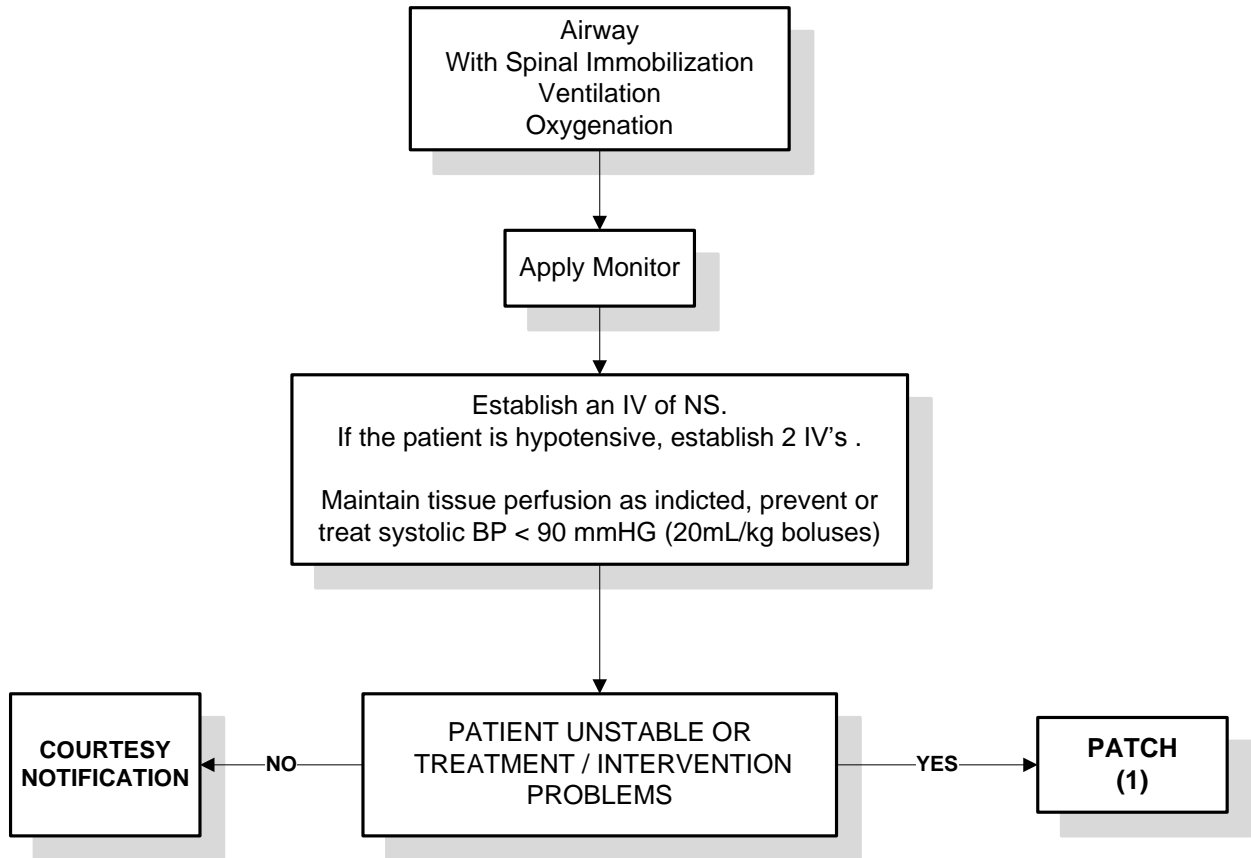 Airway
With Spinal Immobilization
Ventilation
Oxygenation
Apply Monitor
Establish an IV of NS.
If the patient is hypotensive, establish 2 IV's .
Maintain tissue perfusion as indicted, prevent or
treat systolic BP < 90 mmHG (20mL/kg boluses)
COURTESY
NOTIFICATION
NO
PATIENT UNSTABLE OR
TREATMENT / INTERVENTION
PROBLEMS
YES
PATCH
(1)